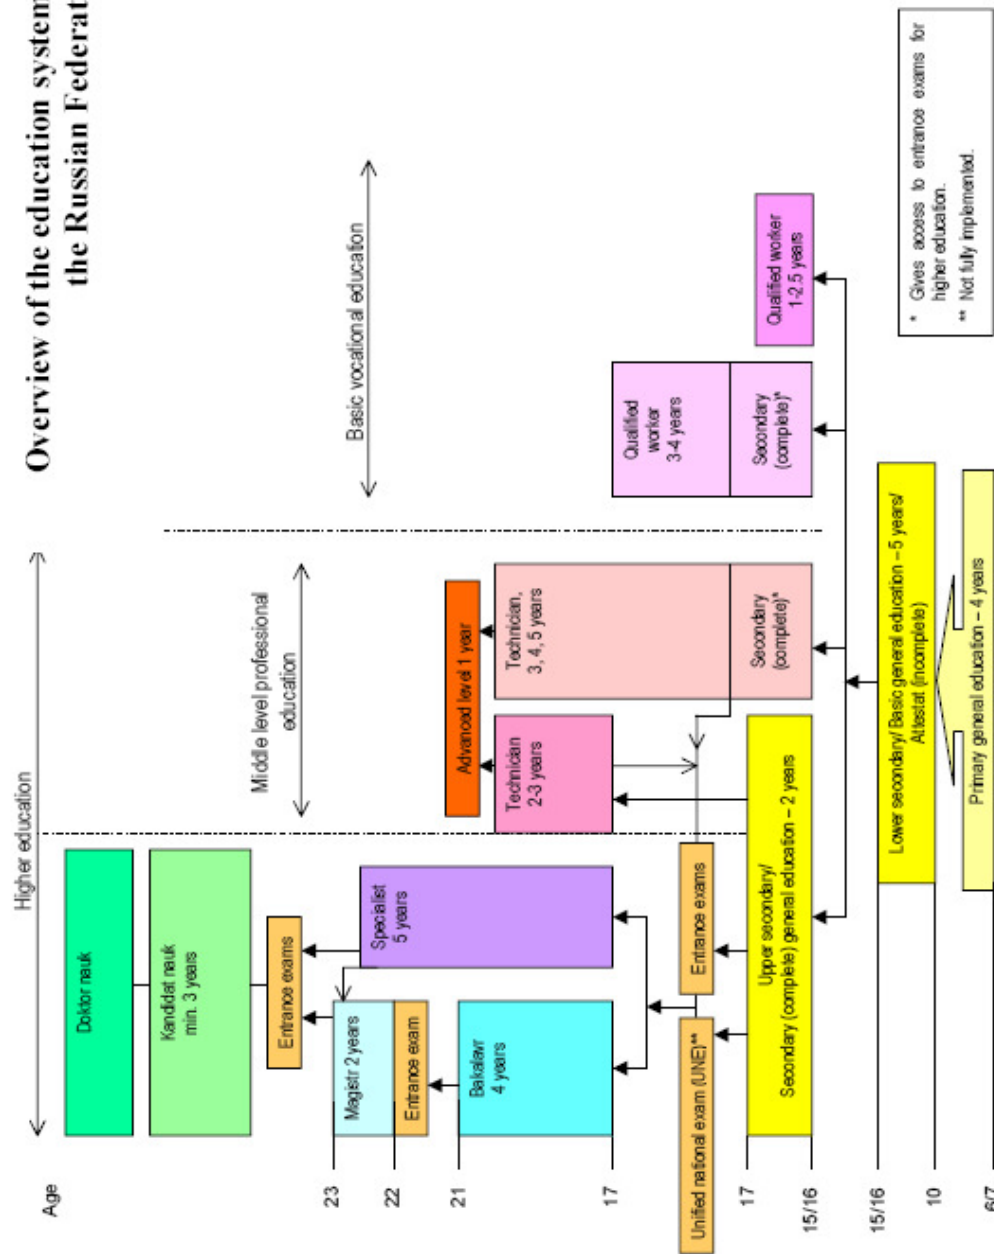 Overview of the education system
the Russian Federat
Age
Higher education
Doktor nauk
Kandidat nauk
min. 3 years
Entrance exams
Middle level professional
education
Basic vocational education
23
Magistr 2 years
22
Entrance exam
21
Bakalavr
4 years
Specialist
5 years
Advanced level 1 year
Technician
2-3 years
Technician,
3, 4, 5 years
Secondary
(complete)*
Qualified
worker
3-4 years
Secondary
(complete)*
Qualified worker
1-2.5 years
17
Unified national exam (UNE)**
Entrance exams
17
Upper secondary/
Secondary (complete) general education – 2 years
15/16
15/16
Lower secondary/ Basic general education – 5 years/
Attestat (incomplete)
10
Primary general education – 4 years
6/7
* Gives access to entrance exams for
higher education.
** Not fully implemented.